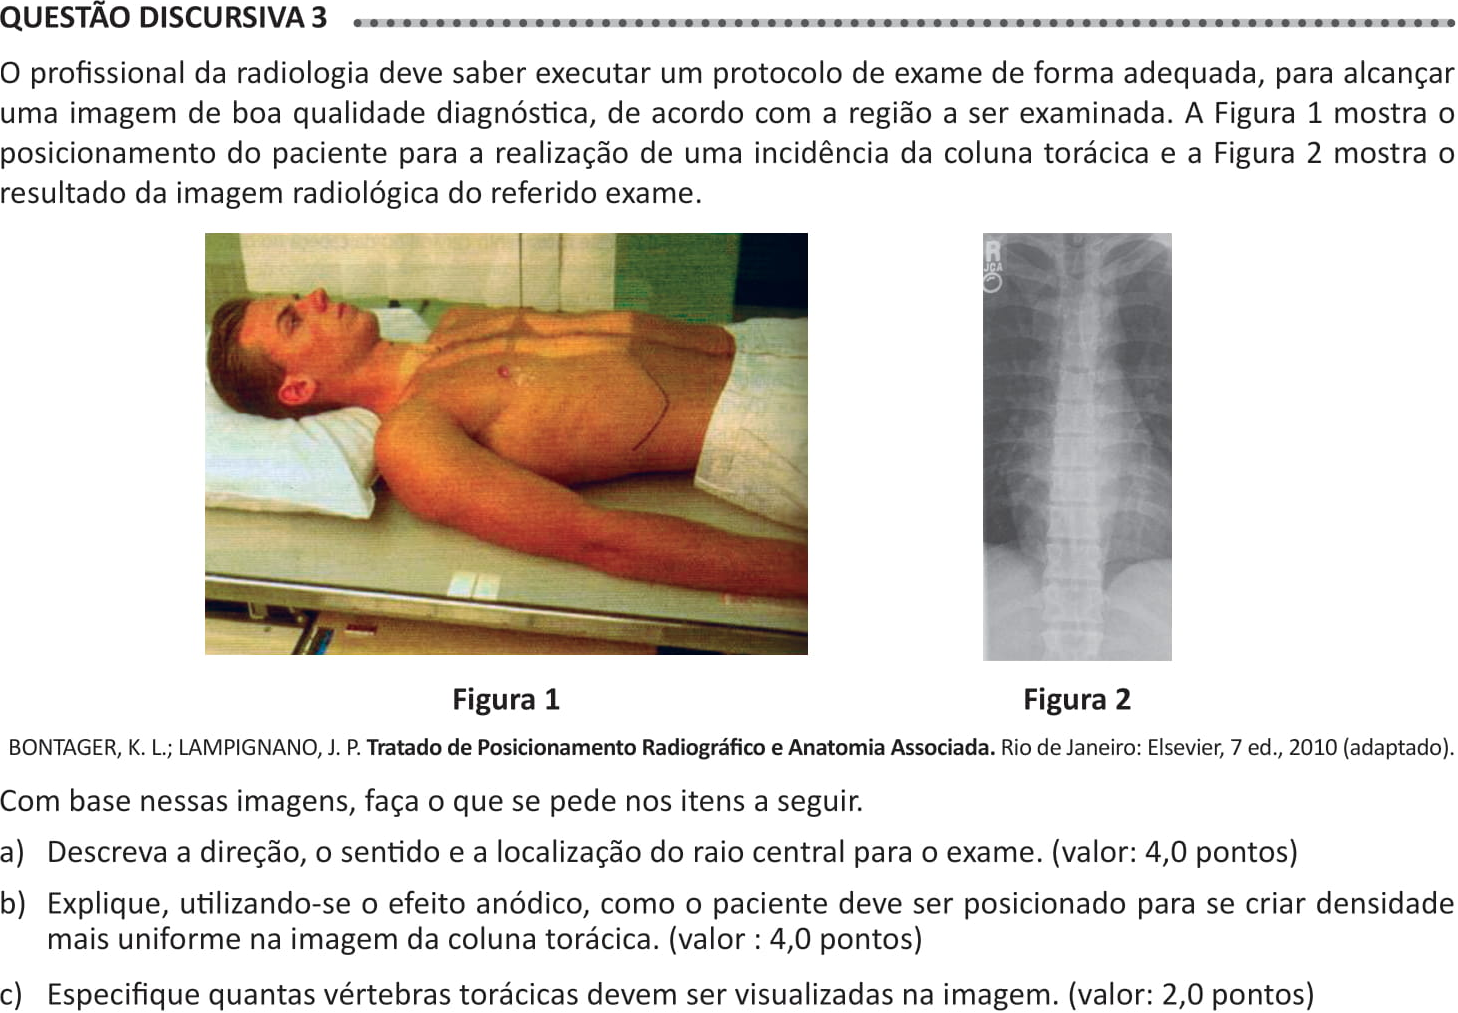 QUESTÃO DISCURSIVA 3
O profissional da radiologia deve saber executar um protocolo de exame de forma adequada, para alcançar
uma imagem de boa qualidade diagnóstica, de acordo com a região a ser examinada. A Figura 1 mostra o
posicionamento do paciente para a realização de uma incidência da coluna torácica e a Figura 2 mostra o
resultado da imagem radiológica do referido exame.
R
JCA
Figura 1
Figura 2
BONTAGER, K. L.; LAMPIGNANO, J. P. Tratado de Posicionamento Radiográfico e Anatomia Associada. Rio de Janeiro: Elsevier, 7 ed., 2010 (adaptado).
Com base nessas imagens, faça o que se pede nos itens a seguir.
a) Descreva a direção, o sentido e a localização do raio central para o exame. (valor: 4,0 pontos)
b) Explique, utilizando-se o efeito anódico, como o paciente deve ser posicionado para se criar densidade
mais uniforme na imagem da coluna torácica. (valor : 4,0 pontos)
c) Especifique quantas vértebras torácicas devem ser visualizadas na imagem. (valor: 2,0 pontos)